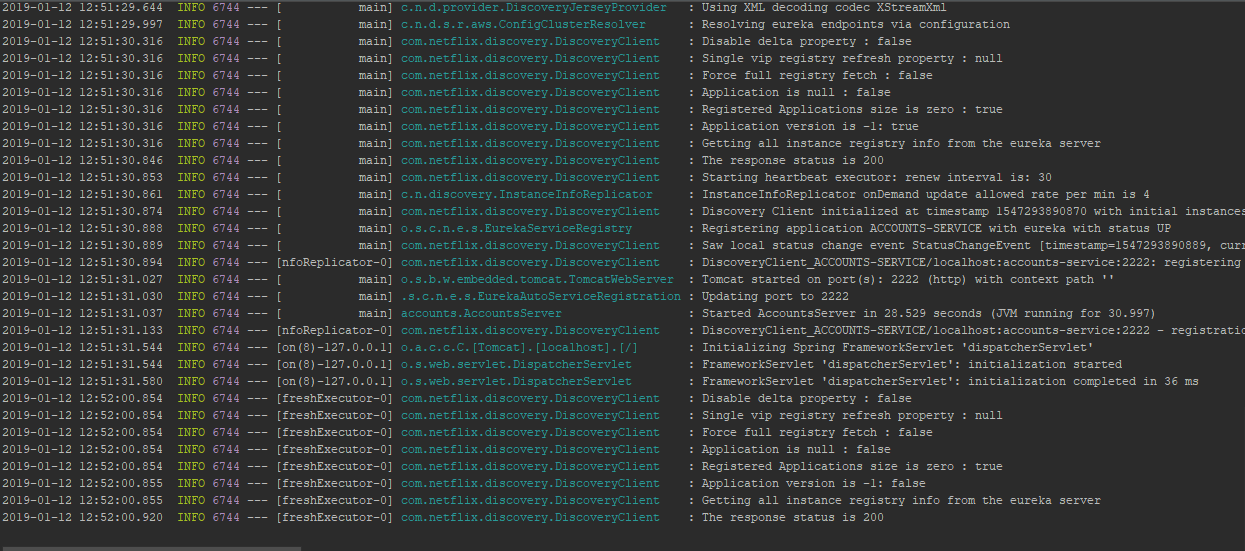 2019-01-12 12:51:29.644  INFO 6744 --- [           main] c.n.d.provider.DiscoveryJerseyProvider   : Using XML decoding codec XStreamXml
2019-01-12 12:51:29.997  INFO 6744 --- [           main] c.n.d.s.r.aws.ConfigClusterResolver      : Resolving eureka endpoints via configuration
2019-01-12 12:51:30.316  INFO 6744 --- [           main] com.netflix.discovery.DiscoveryClient    : Disable delta property : false
2019-01-12 12:51:30.316  INFO 6744 --- [           main] com.netflix.discovery.DiscoveryClient    : Single vip registry refresh property : null
2019-01-12 12:51:30.316  INFO 6744 --- [           main] com.netflix.discovery.DiscoveryClient    : Force full registry fetch : false
2019-01-12 12:51:30.316  INFO 6744 --- [           main] com.netflix.discovery.DiscoveryClient    : Application is null : false
2019-01-12 12:51:30.316  INFO 6744 --- [           main] com.netflix.discovery.DiscoveryClient    : Registered Applications size is zero : true
2019-01-12 12:51:30.316  INFO 6744 --- [           main] com.netflix.discovery.DiscoveryClient    : Application version is -1: true
2019-01-12 12:51:30.316  INFO 6744 --- [           main] com.netflix.discovery.DiscoveryClient    : Getting all instance registry info from the eureka server
2019-01-12 12:51:30.846  INFO 6744 --- [           main] com.netflix.discovery.DiscoveryClient    : The response status is 200
2019-01-12 12:51:30.853  INFO 6744 --- [           main] com.netflix.discovery.DiscoveryClient    : Starting heartbeat executor: renew interval is: 30
2019-01-12 12:51:30.861  INFO 6744 --- [           main] c.n.discovery.InstanceInfoReplicator     : InstanceInfoReplicator onDemand update allowed rate per min is 4
2019-01-12 12:51:30.874  INFO 6744 --- [           main] com.netflix.discovery.DiscoveryClient    : Discovery Client initialized at timestamp 1547293890870 with initial instances
2019-01-12 12:51:30.888  INFO 6744 --- [           main] o.s.c.n.e.s.EurekaServiceRegistry        : Registering application ACCOUNTS-SERVICE with eureka with status UP
2019-01-12 12:51:30.889  INFO 6744 --- [           main] com.netflix.discovery.DiscoveryClient    : Saw local status change event StatusChangeEvent [timestamp=1547293890889, curr
2019-01-12 12:51:30.894  INFO 6744 --- [nfoReplicator-0] com.netflix.discovery.DiscoveryClient    : DiscoveryClient_ACCOUNTS-SERVICE/localhost:accounts-service:2222: registering
2019-01-12 12:51:31.027  INFO 6744 --- [           main] o.s.b.w.embedded.tomcat.TomcatWebServer  : Tomcat started on port(s): 2222 (http) with context path ''
2019-01-12 12:51:31.030  INFO 6744 --- [           main] .s.c.n.e.s.EurekaAutoServiceRegistration : Updating port to 2222
2019-01-12 12:51:31.037  INFO 6744 --- [           main] accounts.AccountsServer                  : Started AccountsServer in 28.529 seconds (JVM running for 30.997)
2019-01-12 12:51:31.133  INFO 6744 --- [nfoReplicator-0] com.netflix.discovery.DiscoveryClient    : DiscoveryClient_ACCOUNTS-SERVICE/localhost:accounts-service:2222 - registratio
2019-01-12 12:51:31.544  INFO 6744 --- [on(8)-127.0.0.1] o.a.c.c.C.[Tomcat].[localhost].[/]       : Initializing Spring FrameworkServlet 'dispatcherServlet'
2019-01-12 12:51:31.544  INFO 6744 --- [on(8)-127.0.0.1] o.s.web.servlet.DispatcherServlet        : FrameworkServlet 'dispatcherServlet': initialization started
2019-01-12 12:51:31.580  INFO 6744 --- [on(8)-127.0.0.1] o.s.web.servlet.DispatcherServlet        : FrameworkServlet 'dispatcherServlet': initialization completed in 36 ms
2019-01-12 12:52:00.854  INFO 6744 --- [freshExecutor-0] com.netflix.discovery.DiscoveryClient    : Disable delta property : false
2019-01-12 12:52:00.854  INFO 6744 --- [freshExecutor-0] com.netflix.discovery.DiscoveryClient    : Single vip registry refresh property : null
2019-01-12 12:52:00.854  INFO 6744 --- [freshExecutor-0] com.netflix.discovery.DiscoveryClient    : Force full registry fetch : false
2019-01-12 12:52:00.854  INFO 6744 --- [freshExecutor-0] com.netflix.discovery.DiscoveryClient    : Application is null : false
2019-01-12 12:52:00.854  INFO 6744 --- [freshExecutor-0] com.netflix.discovery.DiscoveryClient    : Registered Applications size is zero : true
2019-01-12 12:52:00.855  INFO 6744 --- [freshExecutor-0] com.netflix.discovery.DiscoveryClient    : Application version is -1: false
2019-01-12 12:52:00.855  INFO 6744 --- [freshExecutor-0] com.netflix.discovery.DiscoveryClient    : Getting all instance registry info from the eureka server
2019-01-12 12:52:00.920  INFO 6744 --- [freshExecutor-0] com.netflix.discovery.DiscoveryClient    : The response status is 200